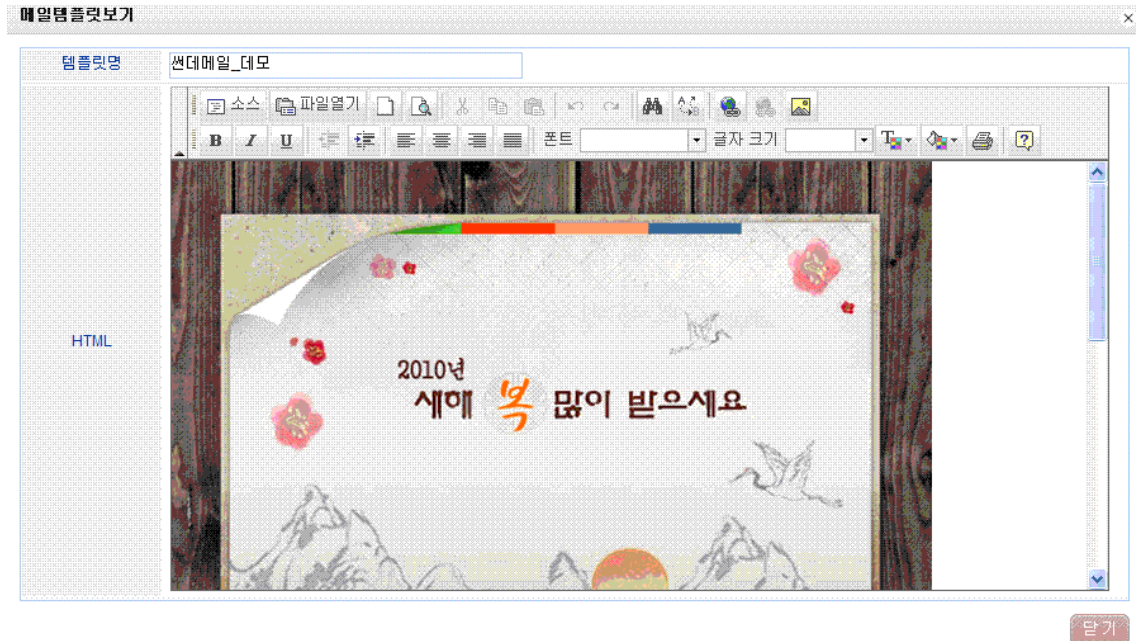 메일템플릿보기
템플릿명 썬데메일_데모
소스 파일열기
B I U 폰트 글자 크기
HTML
2010년
새해 복 많이 받으세요
닫기